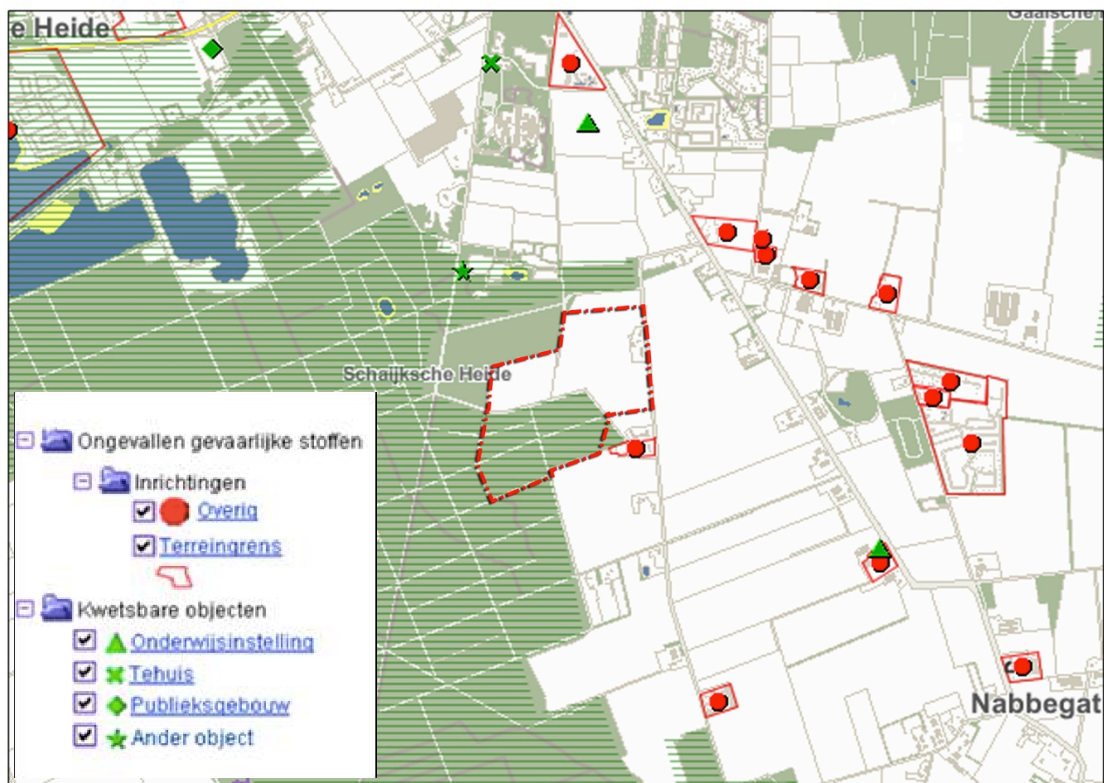 e Heide
Schaijksche Heide
Ongevallen gevaarlijke stoffen
Inrichtingen
Overig
Terreingrens
Kwetsbare objecten
Onderwijsinstelling
Tehuis
Publieksgebouw
Ander object
Nabbegat